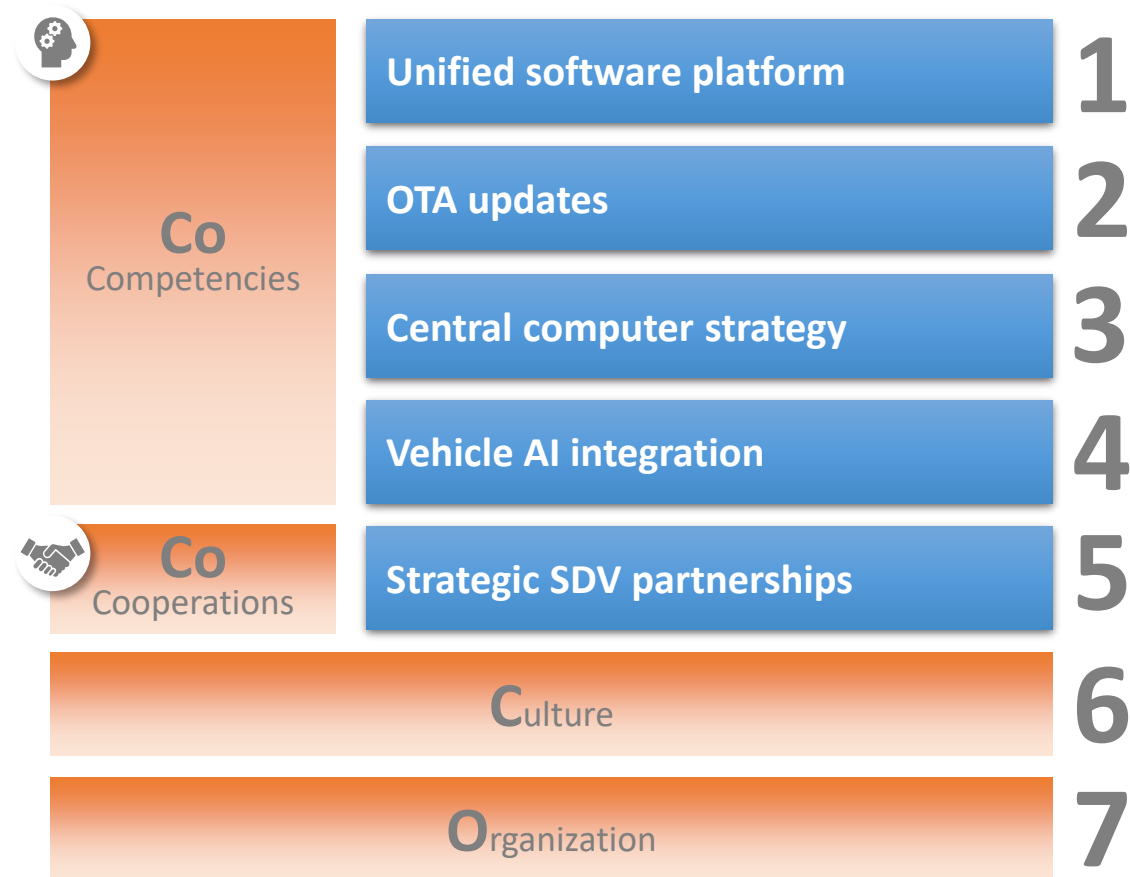 Unified software platform
1
OTA updates
2
Co
Competencies
Central computer strategy
3
Vehicle AI integration
4
Co
Cooperations
Strategic SDV partnerships
5
Culture
6
Organization
7